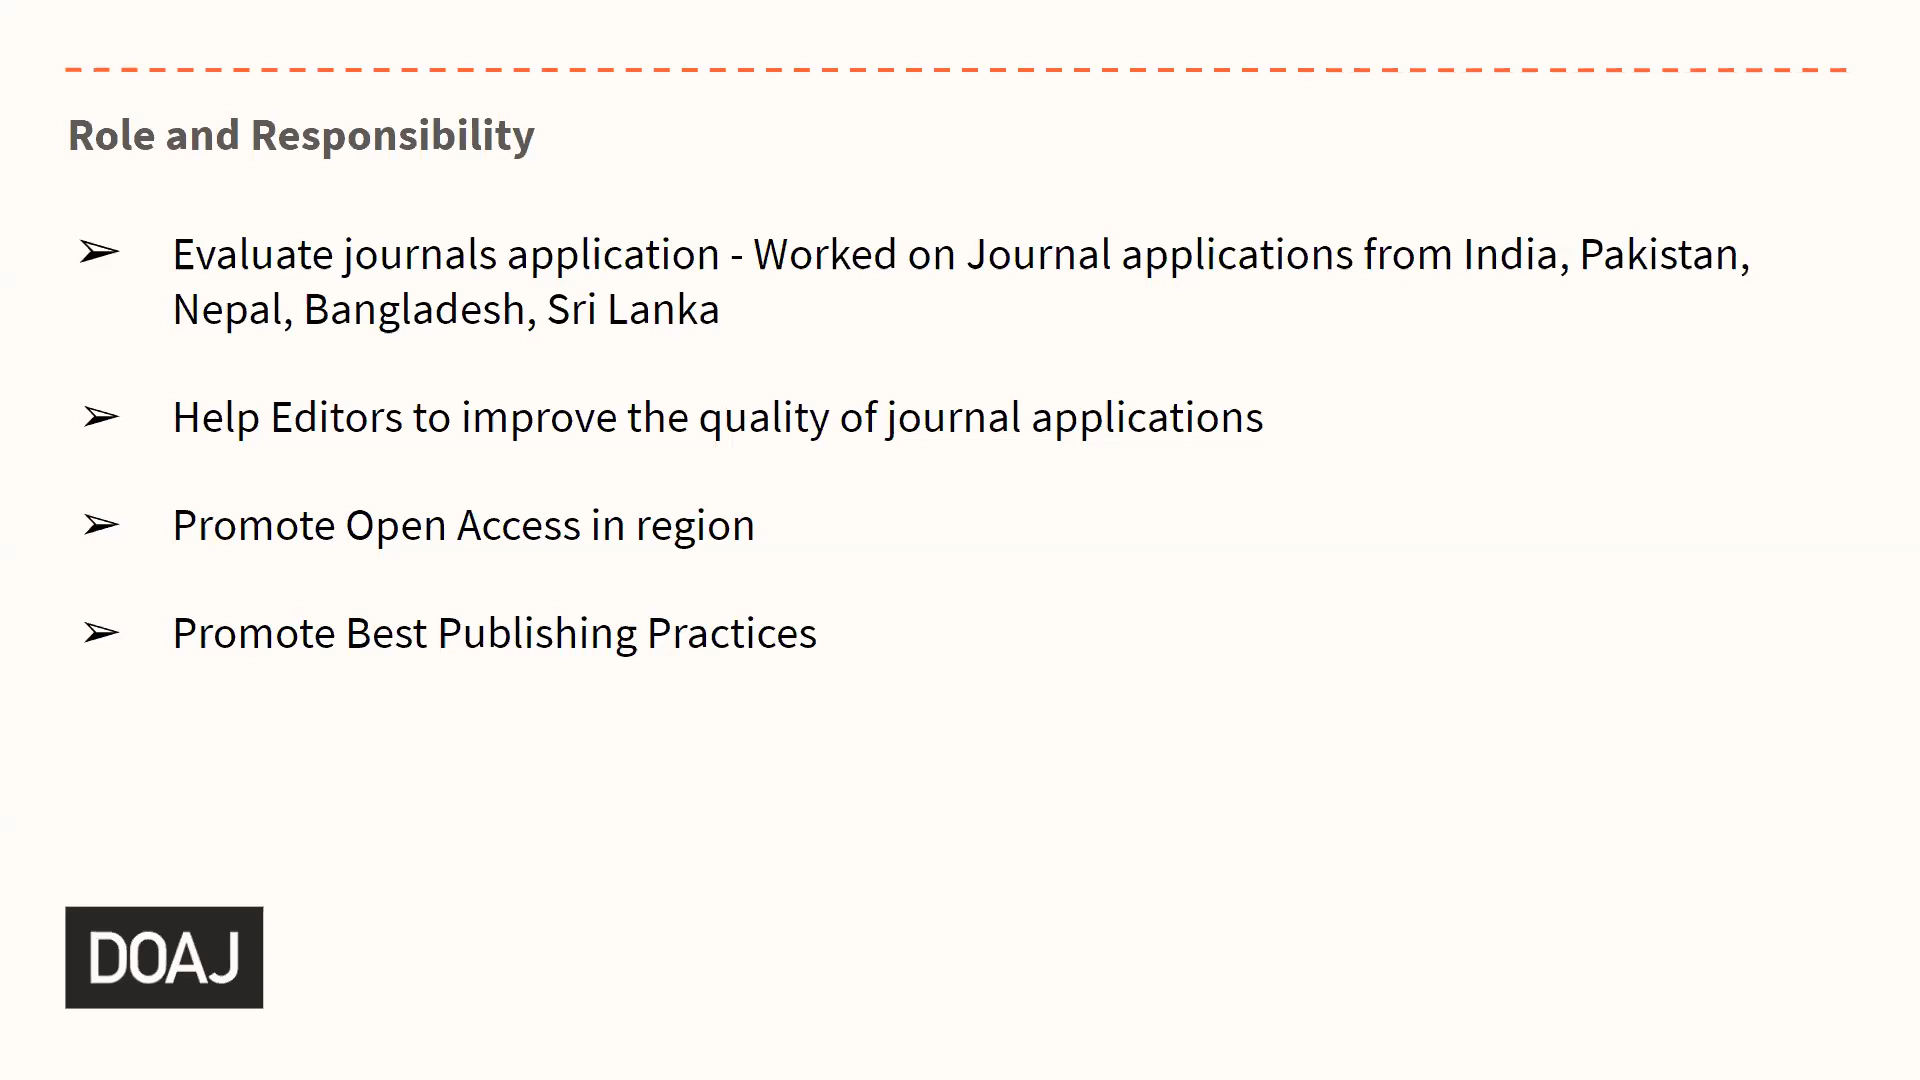 Role and Responsibility
➢ Evaluate journals application - Worked on Journal applications from India, Pakistan,
Nepal, Bangladesh, Sri Lanka
➢ Help Editors to improve the quality of journal applications
➢ Promote Open Access in region
➢ Promote Best Publishing Practices
DOAJ